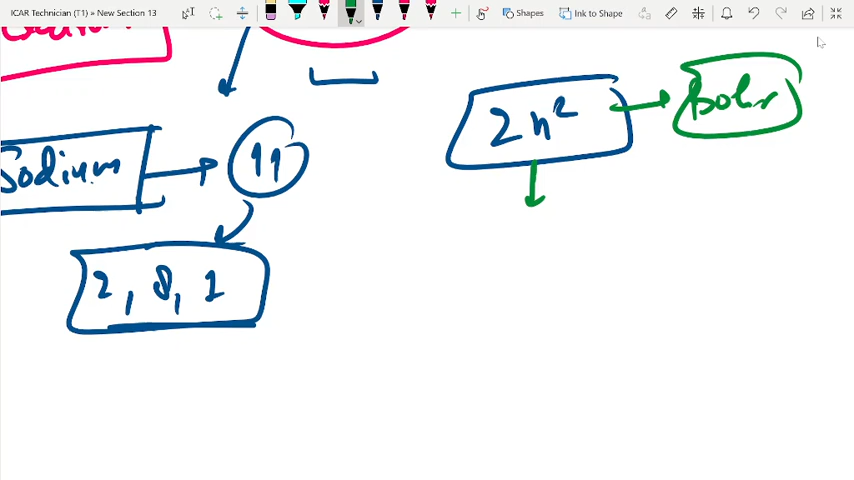 ICAR Technician (T1) » New Section 13
Shapes
Ink to Shape
2n²
Bohr
Sodium
11
2, 8, 1